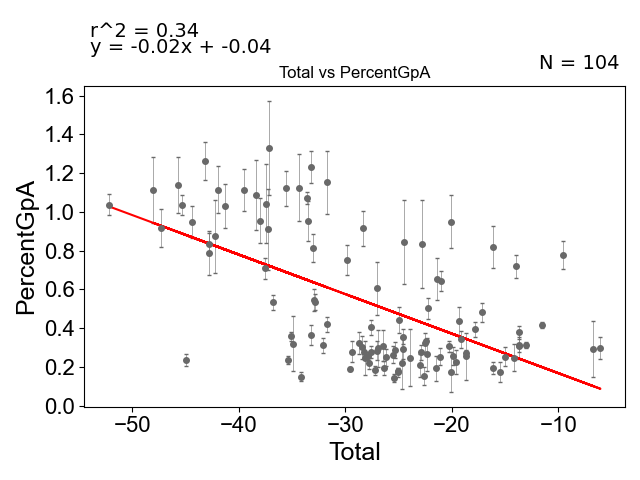 r^2 = 0.34
y = -0.02x + -0.04
N = 104
Total vs PercentGpA
1.6
1.4
1.2
1.0
0.8
0.6
0.4
0.2
0.0
PercentGpA
−50 −40 −30 −20 −10
Total